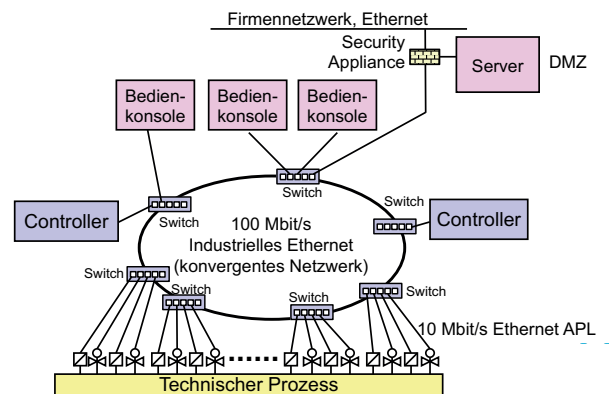 Firmennetzwerk, Ethernet
Security
Appliance
Server
DMZ
Bedien-
konsole
Bedien-
konsole
Bedien-
konsole
Switch
Switch
Controller
Switch
Controller
100 Mbit/s
Industrielles Ethernet
(konvergentes Netzwerk)
Switch
Switch
Switch
Switch
10 Mbit/s Ethernet APL
Technischer Prozess